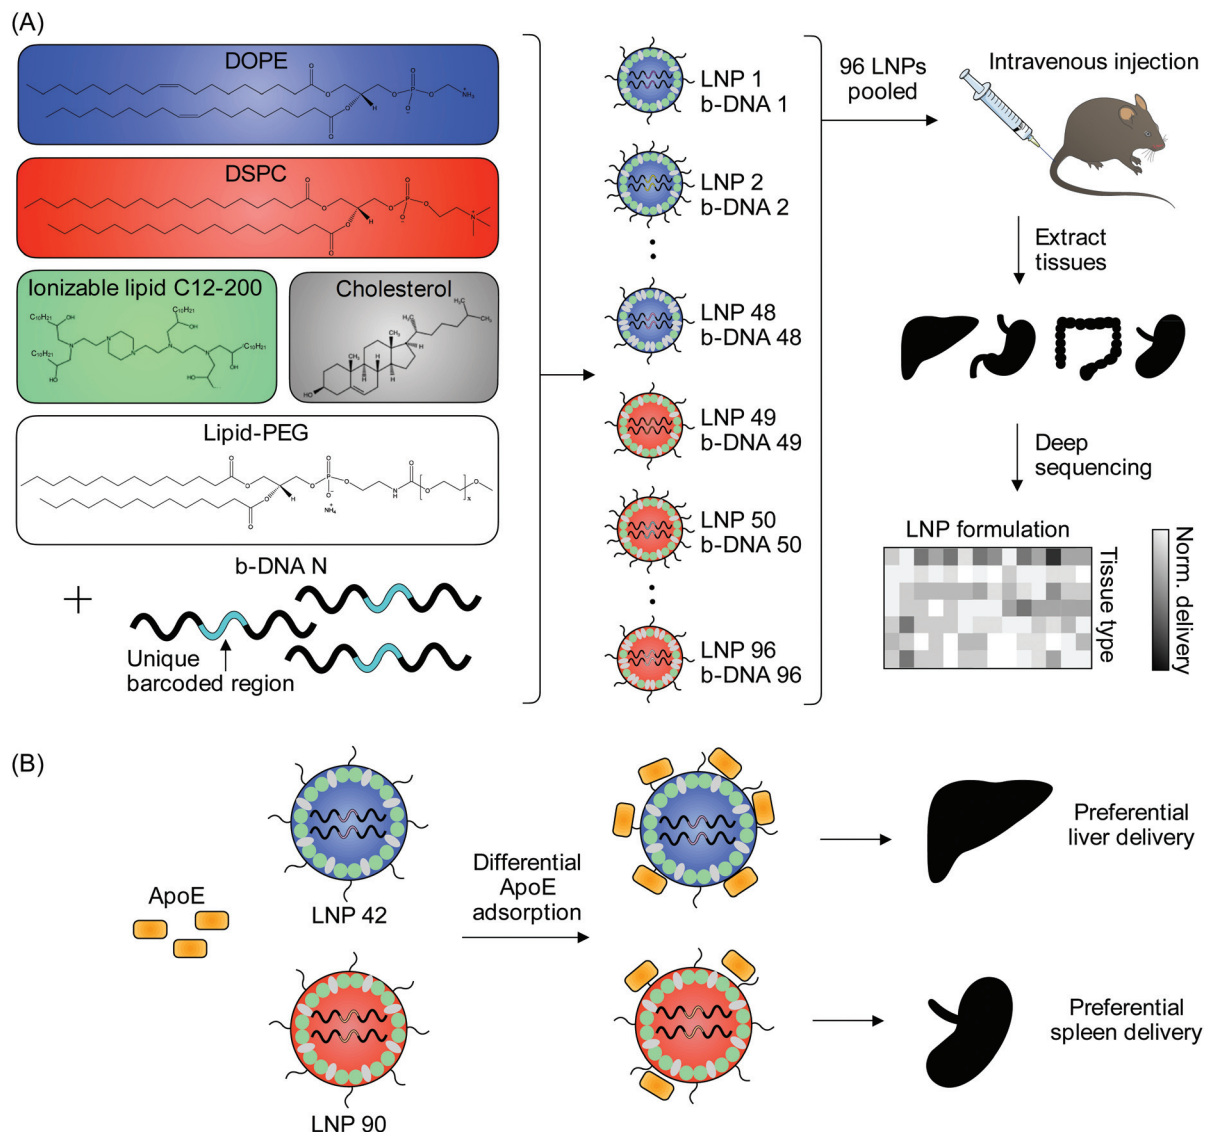 (A)
DOPE
DSPC
Ionizable lipid C12-200
Cholesterol
Lipid-PEG
b-DNA N
+
Unique
barcoded region
LNP 1
b-DNA 1
LNP 2
b-DNA 2
LNP 48
b-DNA 48
LNP 49
b-DNA 49
LNP 50
b-DNA 50
LNP 96
b-DNA 96
96 LNPs
pooled
Intravenous injection
Extract
tissues
Deep
sequencing
LNP formulation
Tissue type
Norm. delivery
(B)
ApoE
LNP 42
LNP 90
Differential
ApoE
adsorption
Preferential
liver delivery
Preferential
spleen delivery